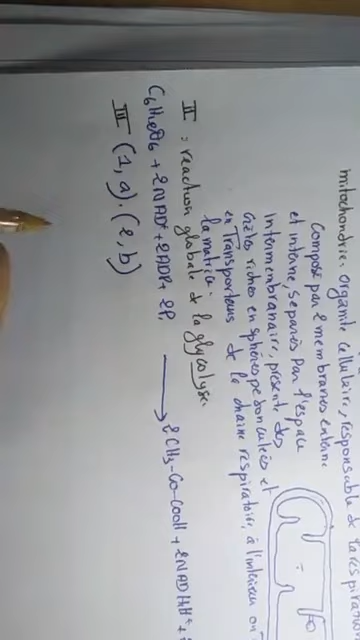 mitochondrie: organite cellulaire, responsable de la respiration
composé par 2 membranes externe
et interne, séparés par l'espace
intermembranaire, présente des
crêtes riches en sphères pédonculées et
en Transporteurs de la chaine respiratoire, à l'intérieur on
la matrice.
II : réaction globale de la glycolyse.
C6H12O6 + 2NAD+ + 2ADP + 2Pi ⟶ 2CH3-CO-COOH + 2NADH,H+ +
III (1,a). (2,b)